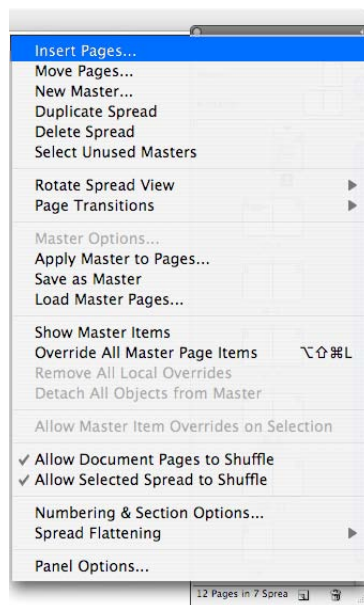 Insert Pages...
Move Pages...
New Master...
Duplicate Spread
Delete Spread
Select Unused Masters
Rotate Spread View
Page Transitions
Master Options...
Apply Master to Pages...
Save as Master
Load Master Pages...
Show Master Items
Override All Master Page Items ⌥⇧⌘L
Remove All Local Overrides
Detach All Objects from Master
Allow Master Item Overrides on Selection
✓ Allow Document Pages to Shuffle
✓ Allow Selected Spread to Shuffle
Numbering & Section Options...
Spread Flattening
Panel Options...
12 Pages in 7 Sprea